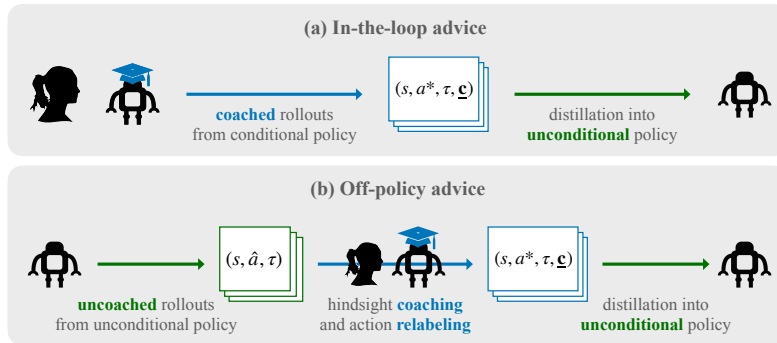 (a) In-the-loop advice
(s, a*, τ, c)
coached rollouts
from conditional policy
distillation into
unconditional policy
(b) Off-policy advice
(s, â, τ)
(s, a*, τ, c)
uncoached rollouts
from unconditional policy
hindsight coaching
and action relabeling
distillation into
unconditional policy